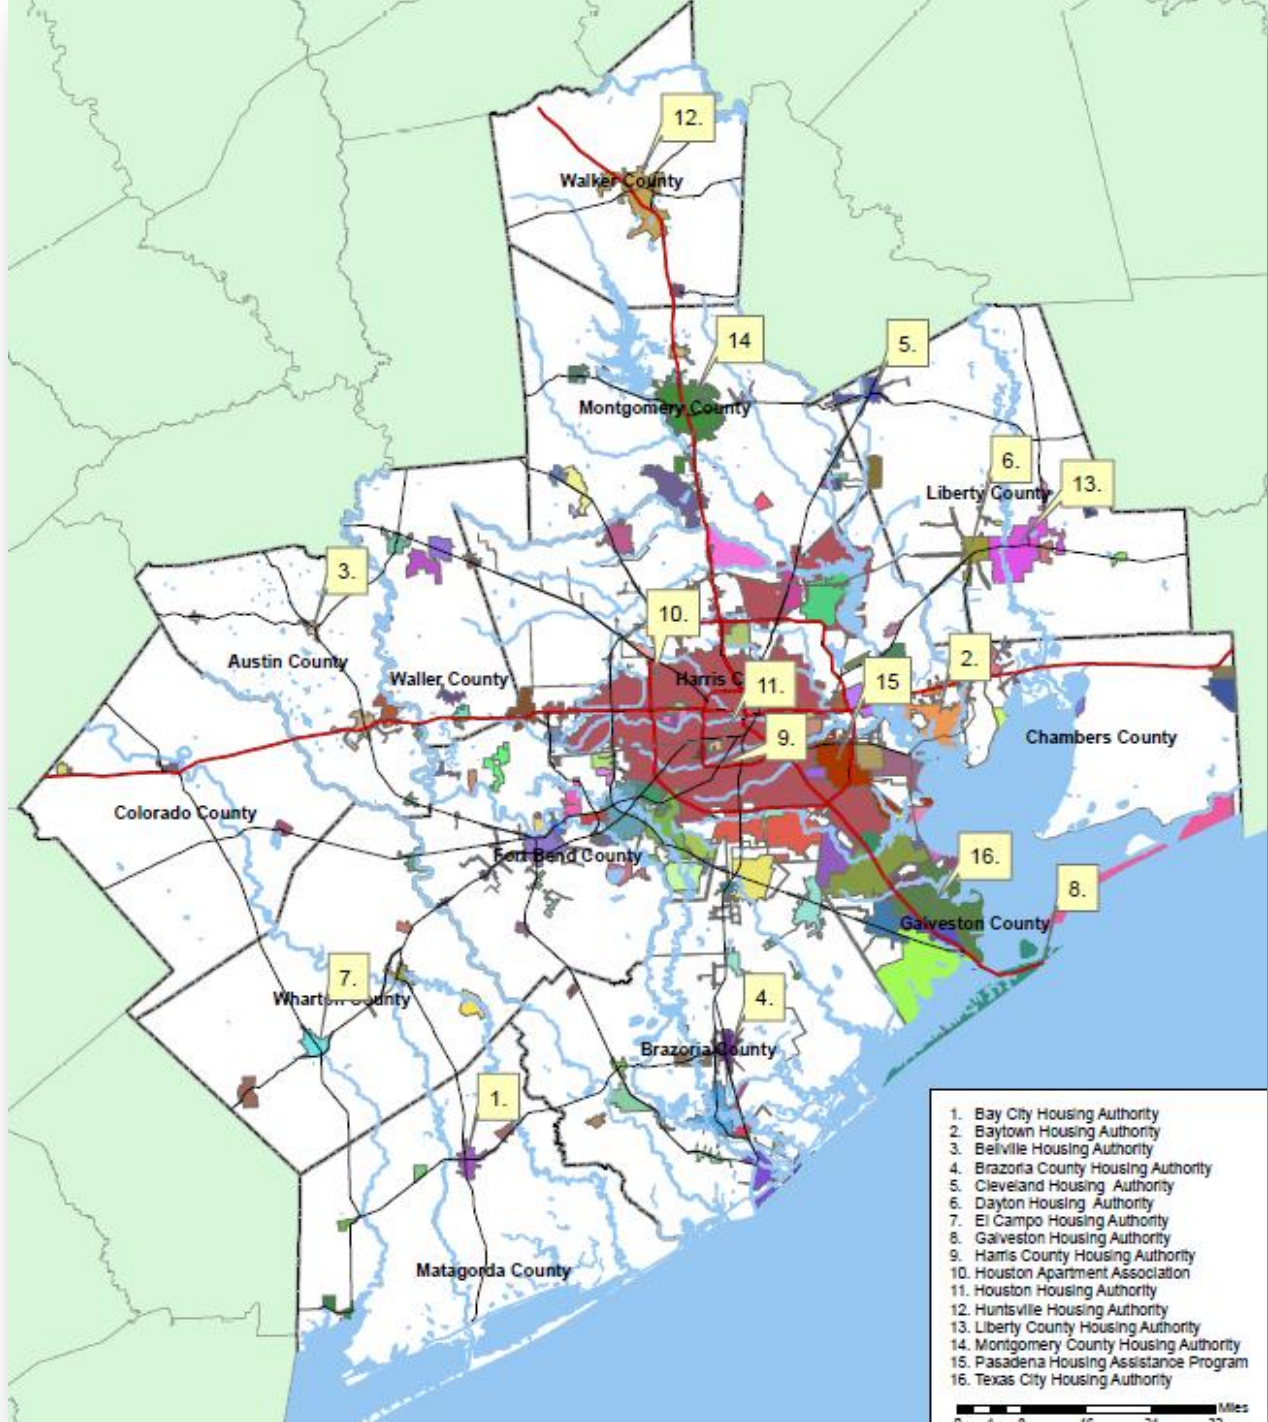 12.
Walker County
14
5.
Montgomery County
6.
13.
Liberty County
3.
10.
Austin County
Waller County
Harris C
11.
15
2.
9.
Chambers County
Colorado County
Fort Bend County
16.
8.
Galveston County
7.
Wharton County
4.
Brazoria County
1.
Matagorda County
1. Bay City Housing Authority
2. Baytown Housing Authority
3. Bellville Housing Authority
4. Brazoria County Housing Authority
5. Cleveland Housing Authority
6. Dayton Housing Authority
7. El Campo Housing Authority
8. Galveston Housing Authority
9. Harris County Housing Authority
10. Houston Apartment Association
11. Houston Housing Authority
12. Huntsville Housing Authority
13. Liberty County Housing Authority
14. Montgomery County Housing Authority
15. Pasadena Housing Assistance Program
16. Texas City Housing Authority
Miles